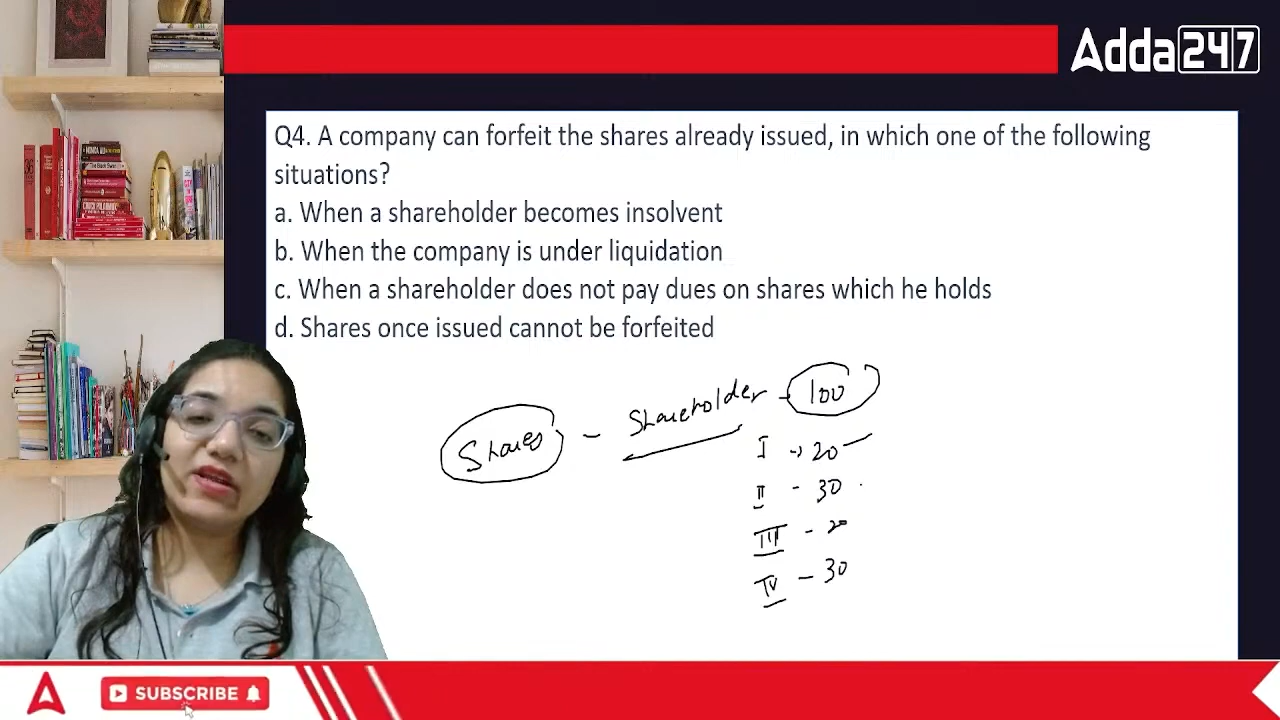 Adda247
Q4. A company can forfeit the shares already issued, in which one of the following
situations?
a. When a shareholder becomes insolvent
b. When the company is under liquidation
c. When a shareholder does not pay dues on shares which he holds
d. Shares once issued cannot be forfeited
Shares - Shareholder - 100
I → 20 -
II - 30
III - 20
IV - 30
SUBSCRIBE